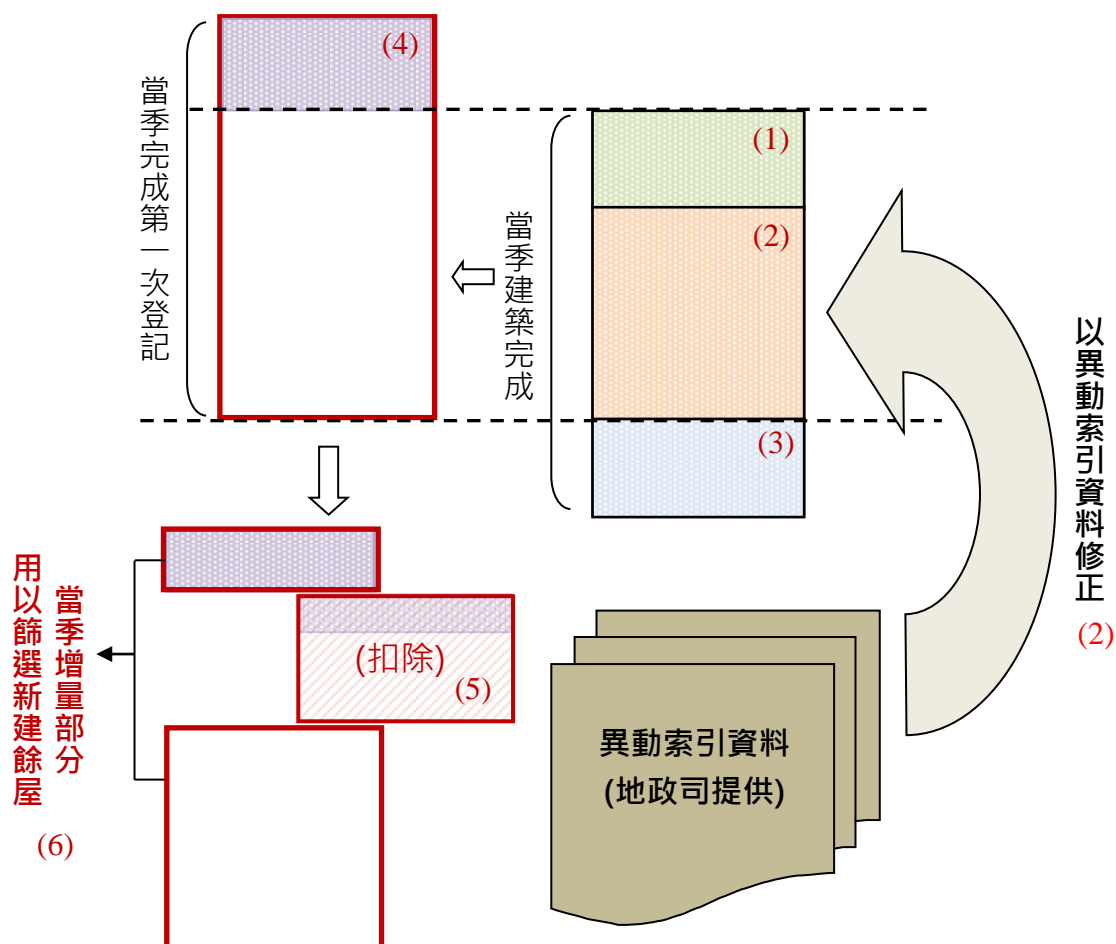 (4)
當季完成第一次登記
(1)
(2)
當季建築完成
(3)
以異動索引資料修正
(2)
當季增量部分
用以篩選新建餘屋
(6)
(扣除)
(5)
異動索引資料
(地政司提供)